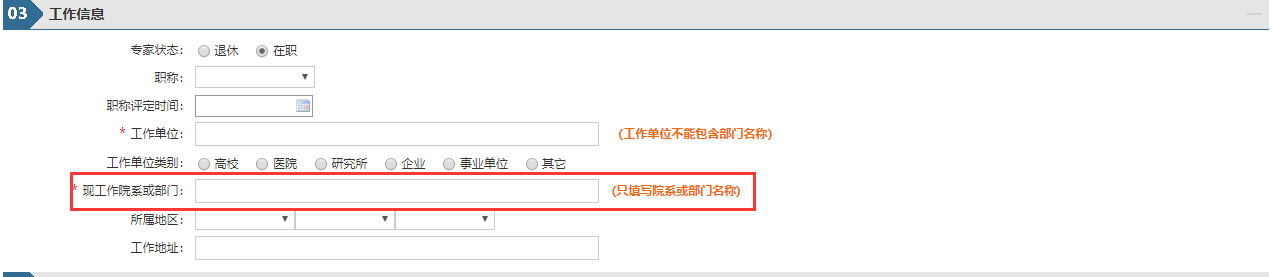 03 工作信息
专家状态: 退休 在职
职称:
职称评定时间:
* 工作单位: (工作单位不能包含部门名称)
工作单位类别: 高校 医院 研究所 企业 事业单位 其它
* 现工作院系或部门: (只填写院系或部门名称)
所属地区:
工作地址: